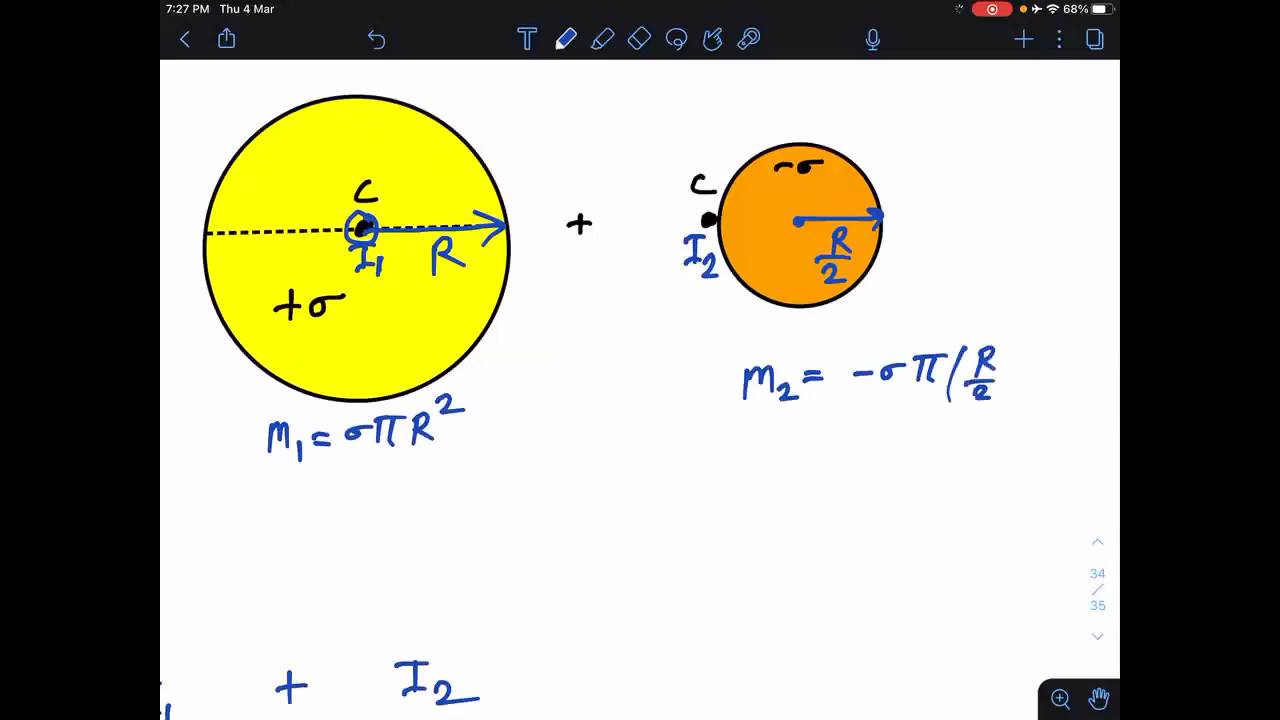 7:27 PM Thu 4 Mar
68%
T
C
I₁
R
+σ
+
-σ
C
I₂
R/2
M₁ = σπR²
M₂ = -σπ(R/2
34
/
35
+ I₂